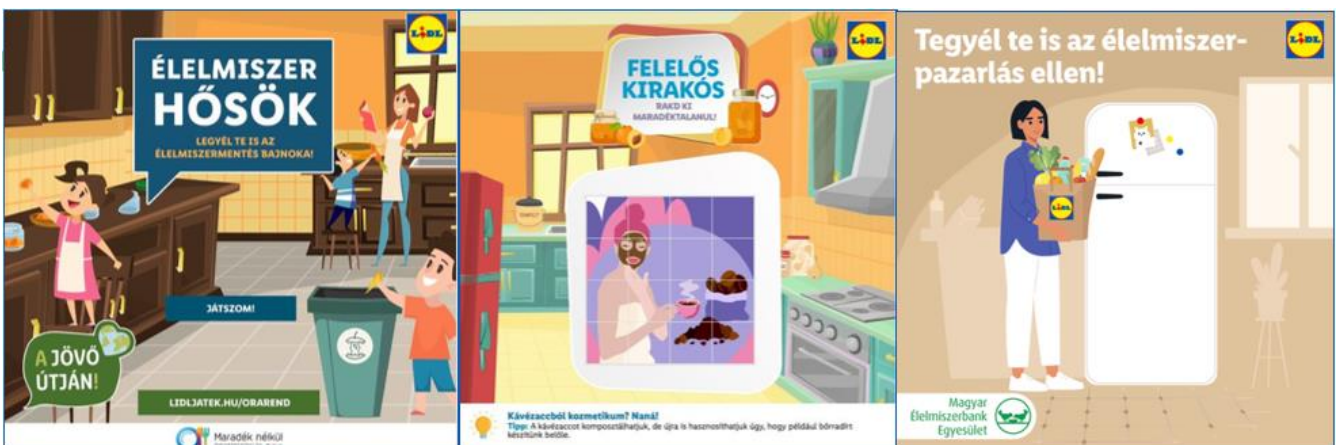 LIDL
ÉLELMISZER
HŐSÖK
LEGYÉL TE IS AZ
ÉLELMISZERMENTÉS BAJNOKA!
JÁTSZOM!
A JÖVŐ
ÚTJÁN!
LIDLJATEK.HU/ORAREND
Maradék nélkül
LIDL
FELELŐS
KIRAKÓS
RAKD KI
MARADÉKTALANUL!
Kávézaccból kozmetikum? Naná!
Tipp: A kávézaccot komposztálhatjuk, de újra is hasznosíthatjuk úgy, hogy például bőrradírt
készítünk belőle.
Tegyél te is az élelmiszer-
pazarlás ellen!
LIDL
LIDL
Magyar
Élelmiszerbank
Egyesület